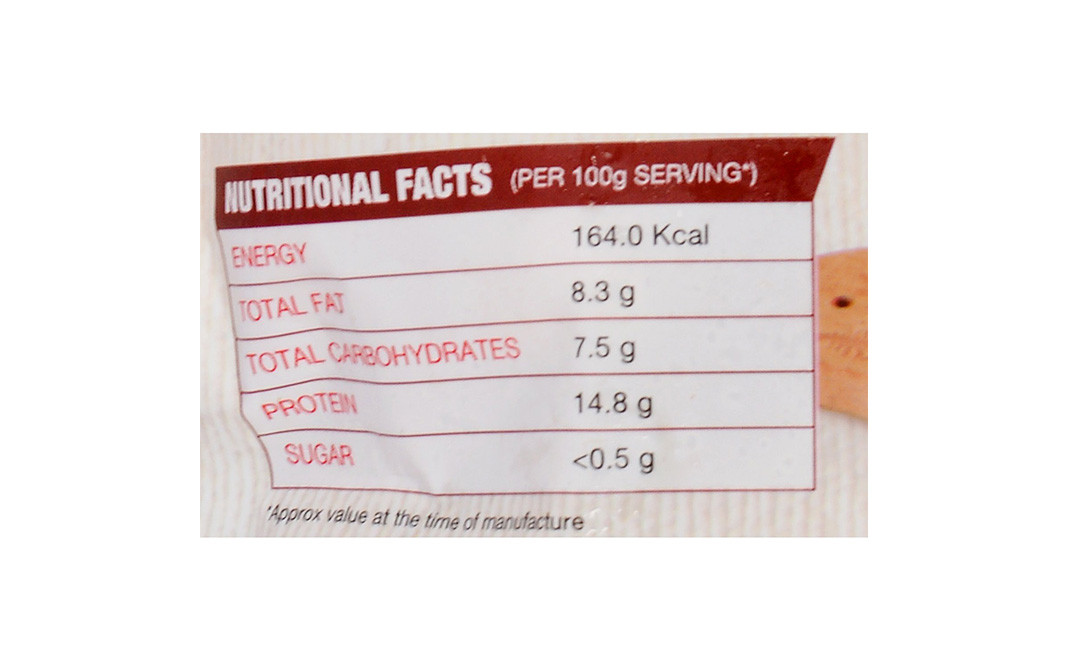 NUTRITIONAL FACTS (PER 100g SERVING*)
ENERGY 164.0 Kcal
TOTAL FAT 8.3 g
TOTAL CARBOHYDRATES 7.5 g
PROTEIN 14.8 g
SUGAR <0.5 g
*Approx value at the time of manufacture